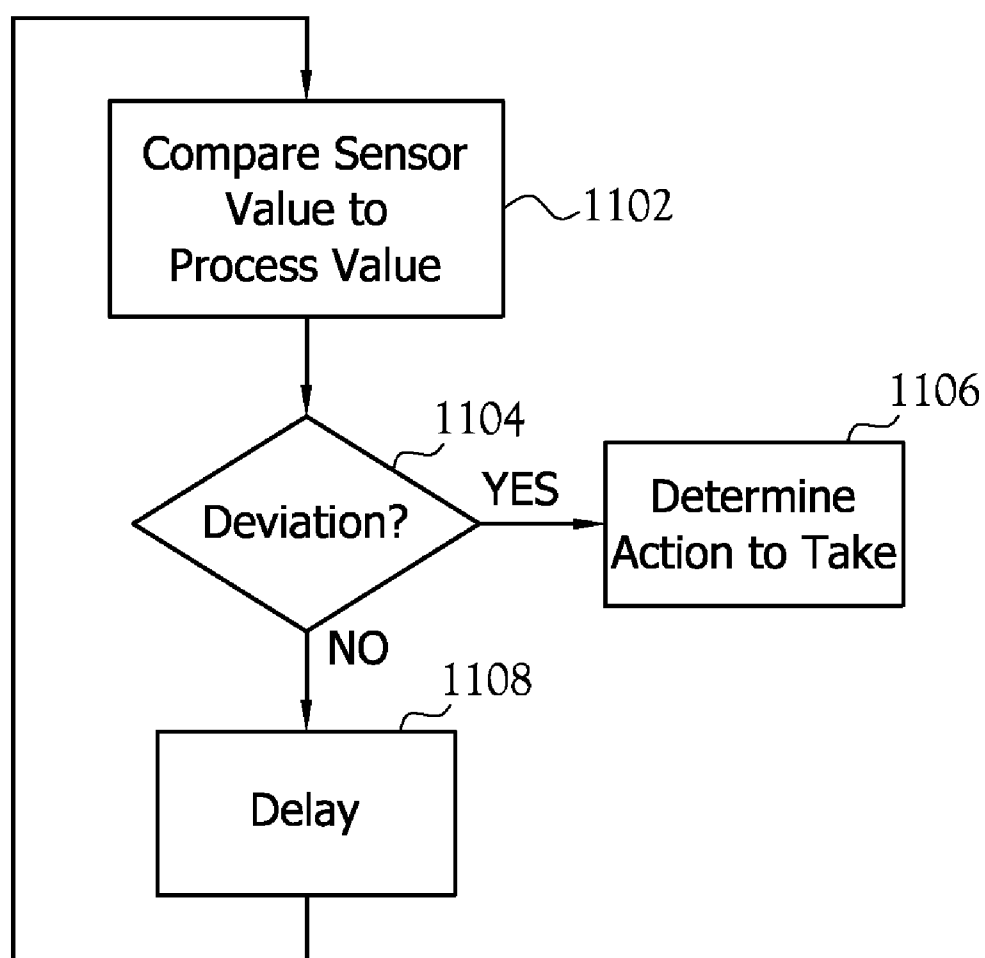 Compare Sensor
Value to
Process Value
1102
1104
Deviation?
YES
1106
Determine
Action to Take
NO
1108
Delay